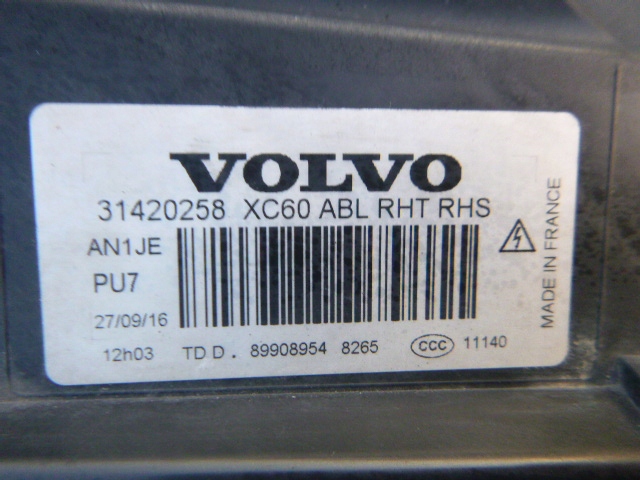 VOLVO
31420258 XC60 ABL RHT RHS
AN1JE
PU7
27/09/16
12h03 TD D. 89908954 8265 CCC 11140
MADE IN FRANCE